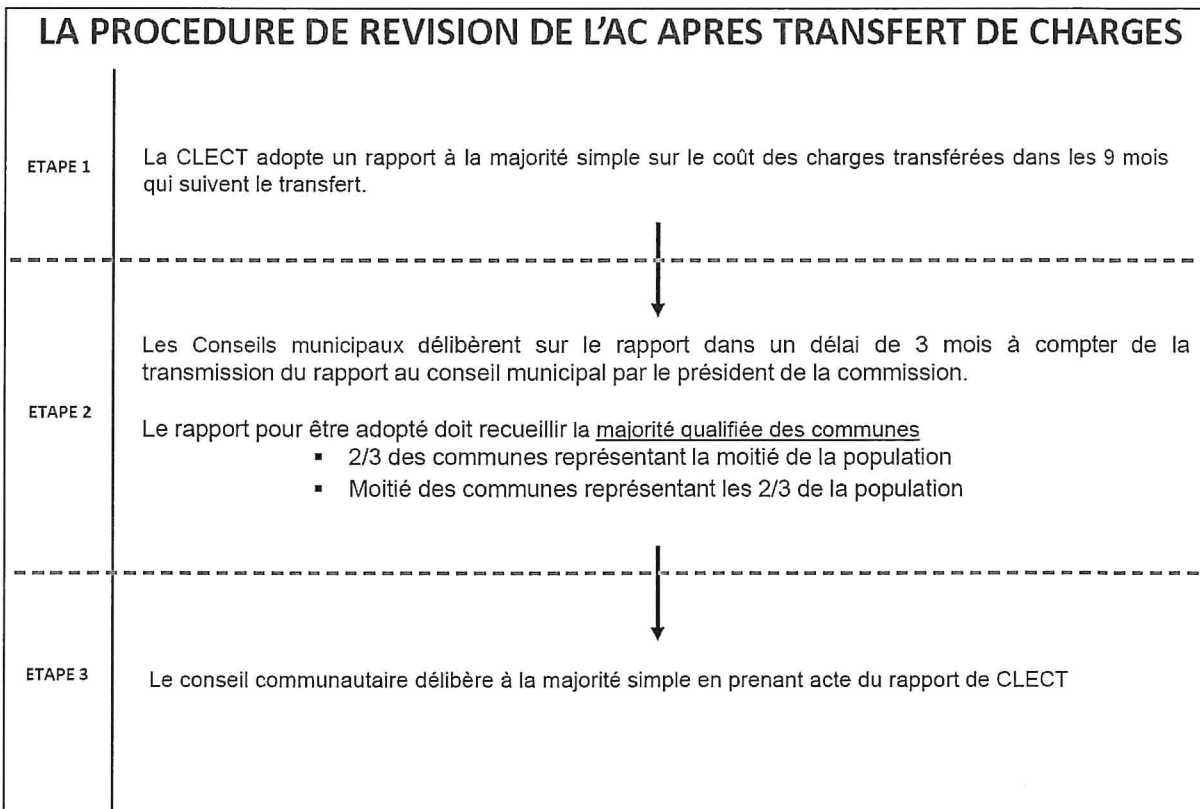 LA PROCEDURE DE REVISION DE L'AC APRES TRANSFERT DE CHARGES
ETAPE 1
La CLECT adopte un rapport à la majorité simple sur le coût des charges transférées dans les 9 mois
qui suivent le transfert.
ETAPE 2
Les Conseils municipaux délibèrent sur le rapport dans un délai de 3 mois à compter de la
transmission du rapport au conseil municipal par le président de la commission.
Le rapport pour être adopté doit recueillir la majorité qualifiée des communes
▪ 2/3 des communes représentant la moitié de la population
▪ Moitié des communes représentant les 2/3 de la population
ETAPE 3
Le conseil communautaire délibère à la majorité simple en prenant acte du rapport de CLECT